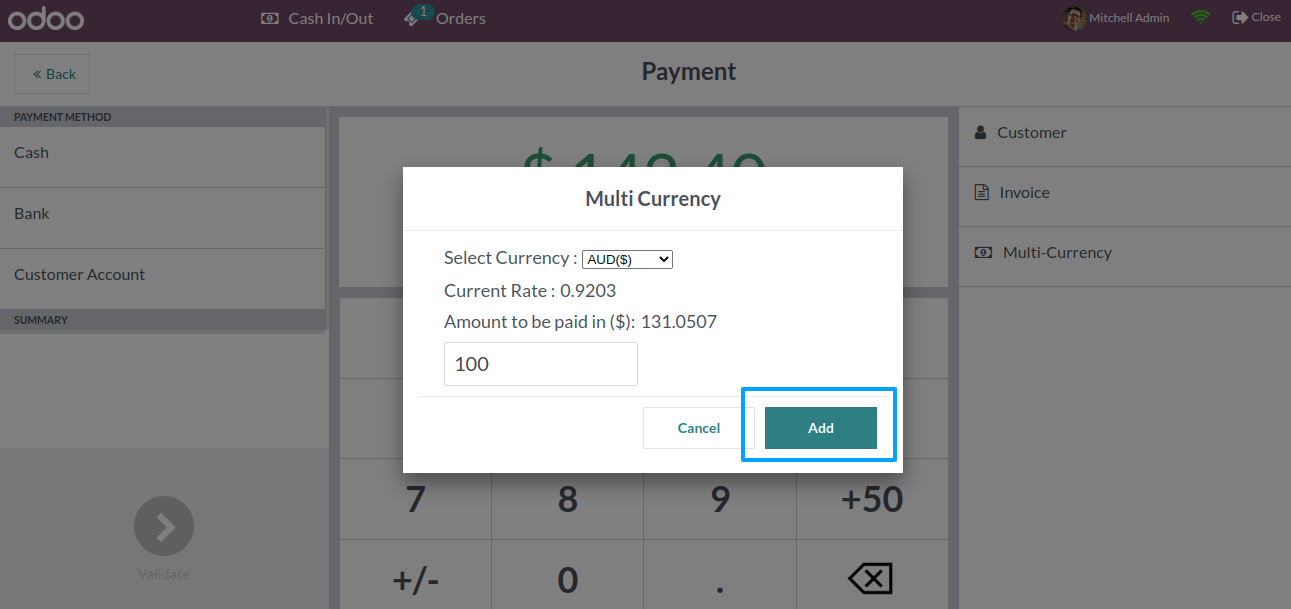 odoo
Cash In/Out
1
Orders
Mitchell Admin
Close
« Back
Payment
PAYMENT METHOD
Cash
Bank
Customer Account
SUMMARY
Validate
Multi Currency
Select Currency : AUD($)
Current Rate : 0.9203
Amount to be paid in ($): 131.0507
100
Cancel
Add
7 8 9 +50
+/- 0 .
Customer
Invoice
Multi-Currency